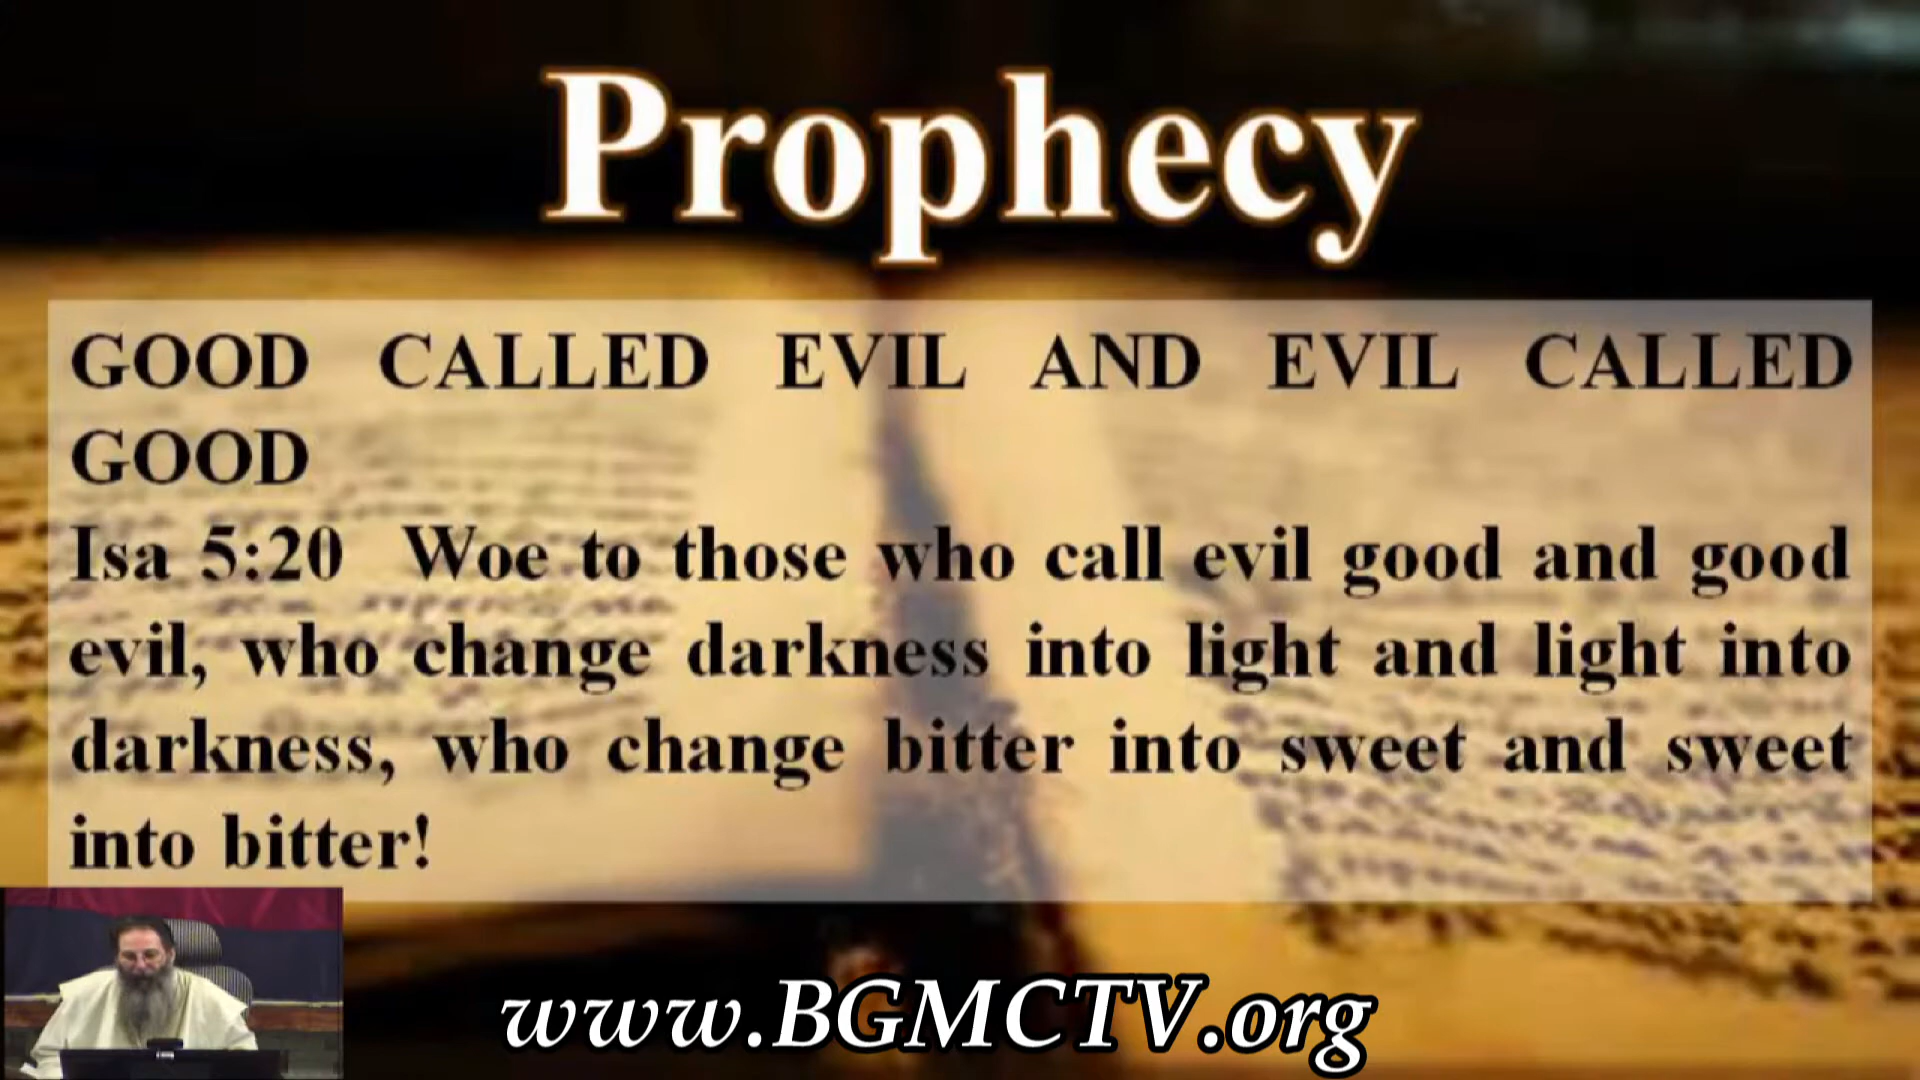 Prophecy
GOOD CALLED EVIL AND EVIL CALLED
GOOD
Isa 5:20 Woe to those who call evil good and good
evil, who change darkness into light and light into
darkness, who change bitter into sweet and sweet
into bitter!
www.BGMCTV.org